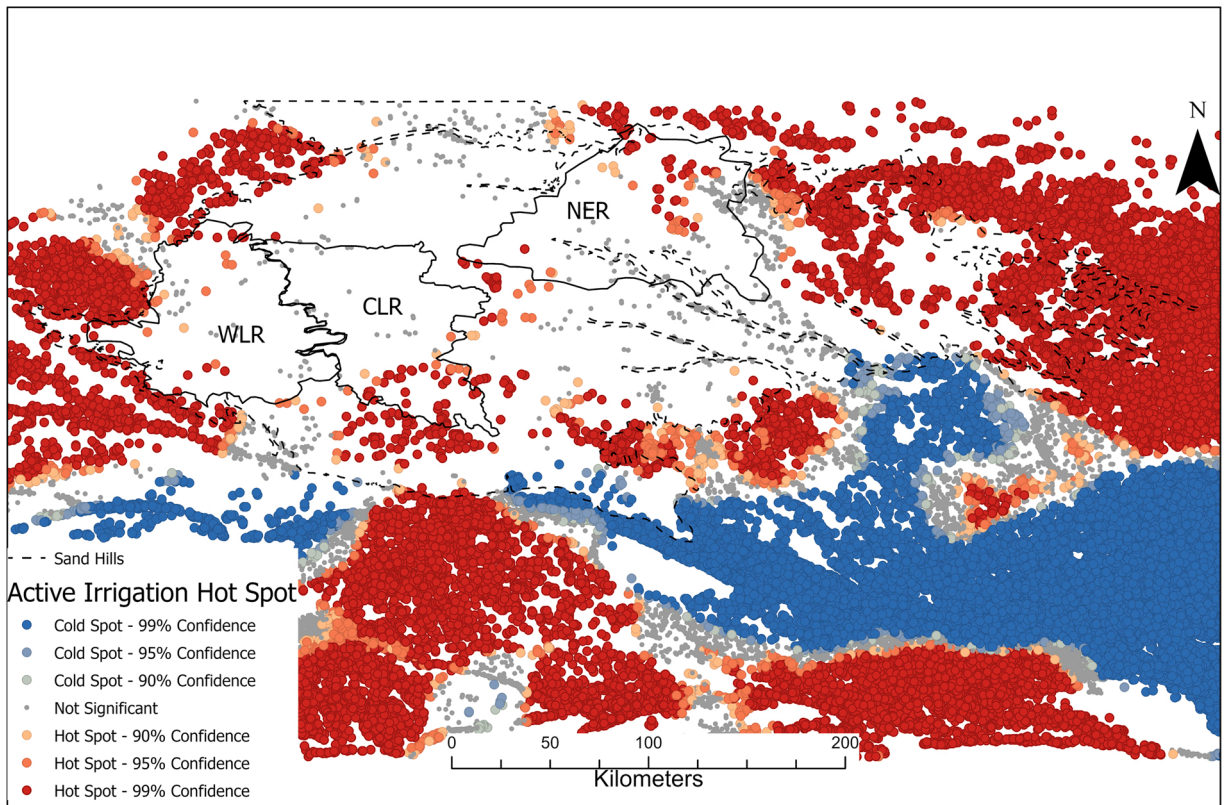 N
NER
CLR
WLR
Sand Hills
Active Irrigation Hot Spot
Cold Spot - 99% Confidence
Cold Spot - 95% Confidence
Cold Spot - 90% Confidence
Not Significant
Hot Spot - 90% Confidence
Hot Spot - 95% Confidence
Hot Spot - 99% Confidence
0 50 100 200
Kilometers